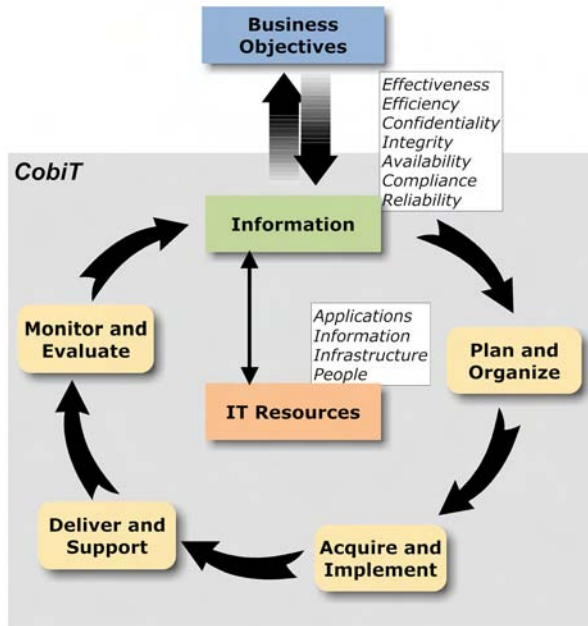 Business
Objectives
Effectiveness
Efficiency
Confidentiality
Integrity
Availability
Compliance
Reliability
CobiT
Information
Applications
Information
Infrastructure
People
Monitor and
Evaluate
Plan and
Organize
IT Resources
Deliver and
Support
Acquire and
Implement